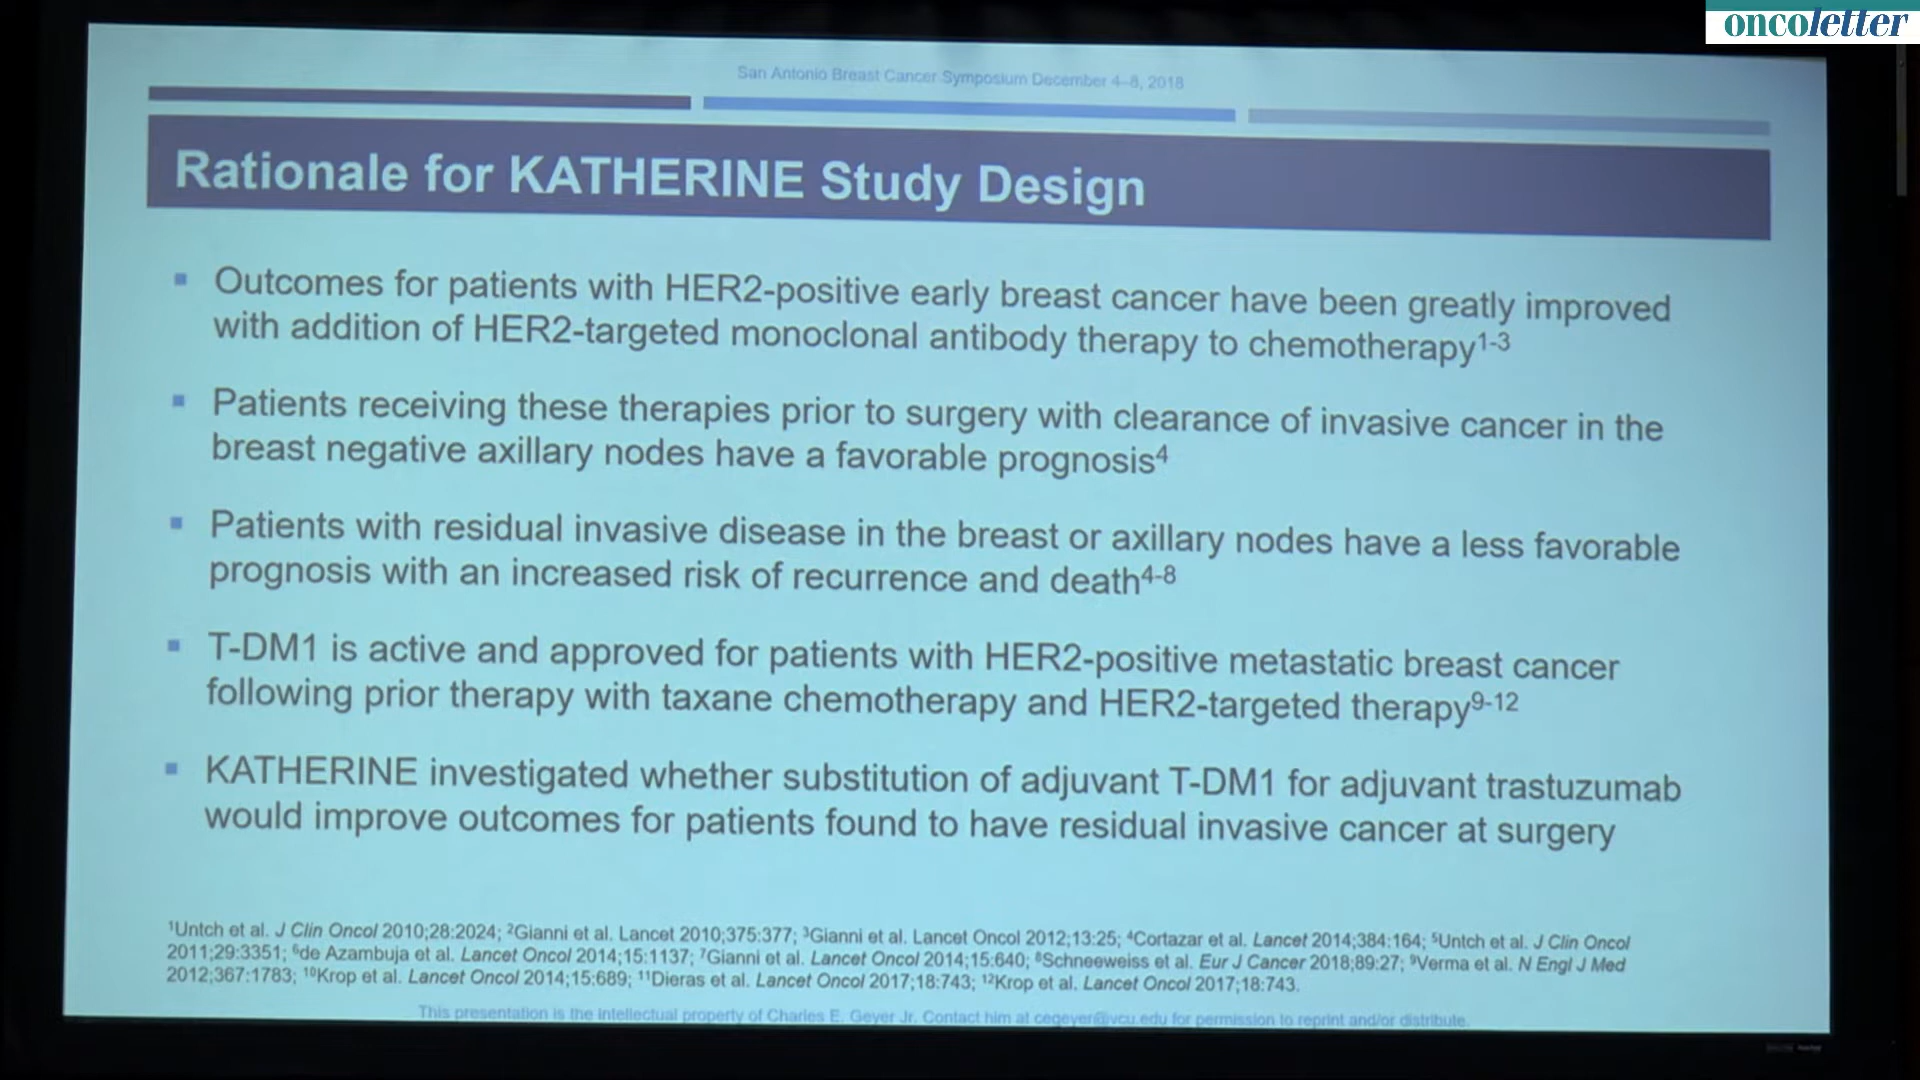 oncoletter
San Antonio Breast Cancer Symposium December 4–8, 2018
Rationale for KATHERINE Study Design
▪ Outcomes for patients with HER2-positive early breast cancer have been greatly improved
with addition of HER2-targeted monoclonal antibody therapy to chemotherapy1-3
▪ Patients receiving these therapies prior to surgery with clearance of invasive cancer in the
breast negative axillary nodes have a favorable prognosis4
▪ Patients with residual invasive disease in the breast or axillary nodes have a less favorable
prognosis with an increased risk of recurrence and death4-8
▪ T-DM1 is active and approved for patients with HER2-positive metastatic breast cancer
following prior therapy with taxane chemotherapy and HER2-targeted therapy9-12
▪ KATHERINE investigated whether substitution of adjuvant T-DM1 for adjuvant trastuzumab
would improve outcomes for patients found to have residual invasive cancer at surgery
1Untch et al. J Clin Oncol 2010;28:2024; 2Gianni et al. Lancet 2010;375:377; 3Gianni et al. Lancet Oncol 2012;13:25; 4Cortazar et al. Lancet 2014;384:164; 5Untch et al. J Clin Oncol
2011;29:3351; 6de Azambuja et al. Lancet Oncol 2014;15:1137; 7Gianni et al. Lancet Oncol 2014;15:640; 8Schneeweiss et al. Eur J Cancer 2018;89:27; 9Verma et al. N Engl J Med
2012;367:1783; 10Krop et al. Lancet Oncol 2014;15:689; 11Dieras et al. Lancet Oncol 2017;18:743; 12Krop et al. Lancet Oncol 2017;18:743.
This presentation is the intellectual property of Charles E. Geyer Jr. Contact him at cegeyer@vcu.edu for permission to reprint and/or distribute.